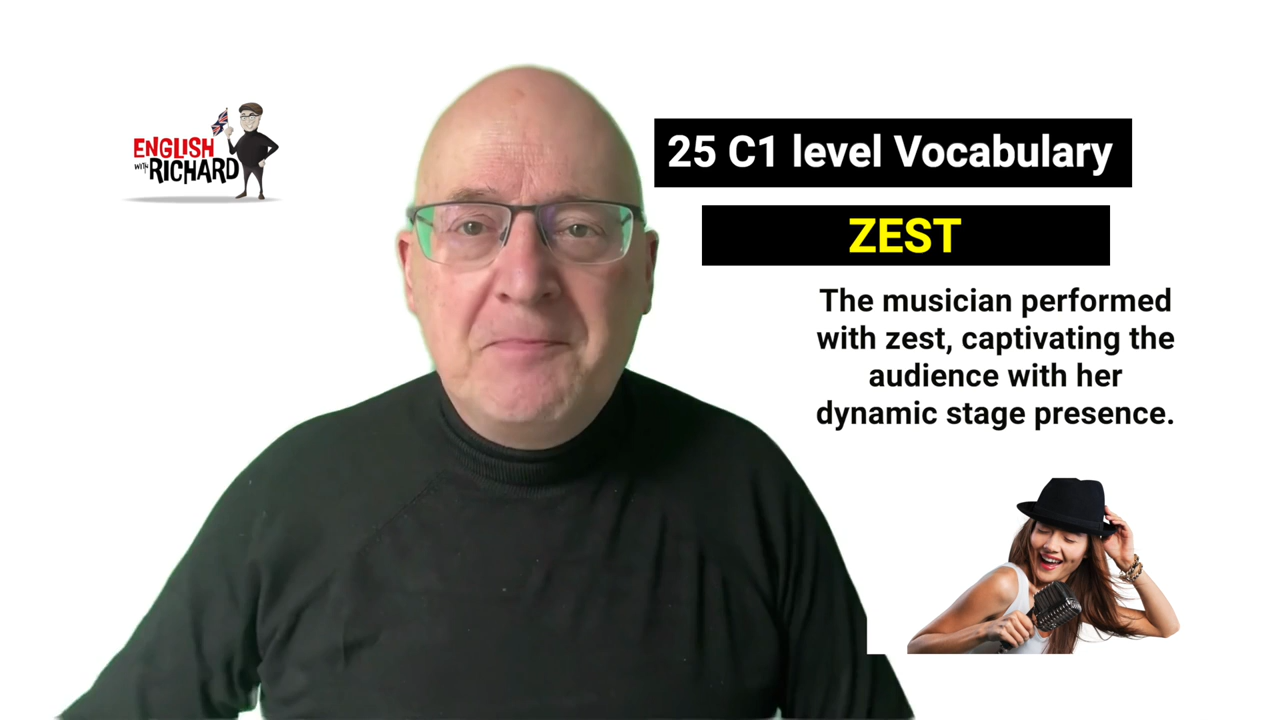 ENGLISH
WITH RICHARD
25 C1 level Vocabulary
ZEST
The musician performed
with zest, captivating the
audience with her
dynamic stage presence.